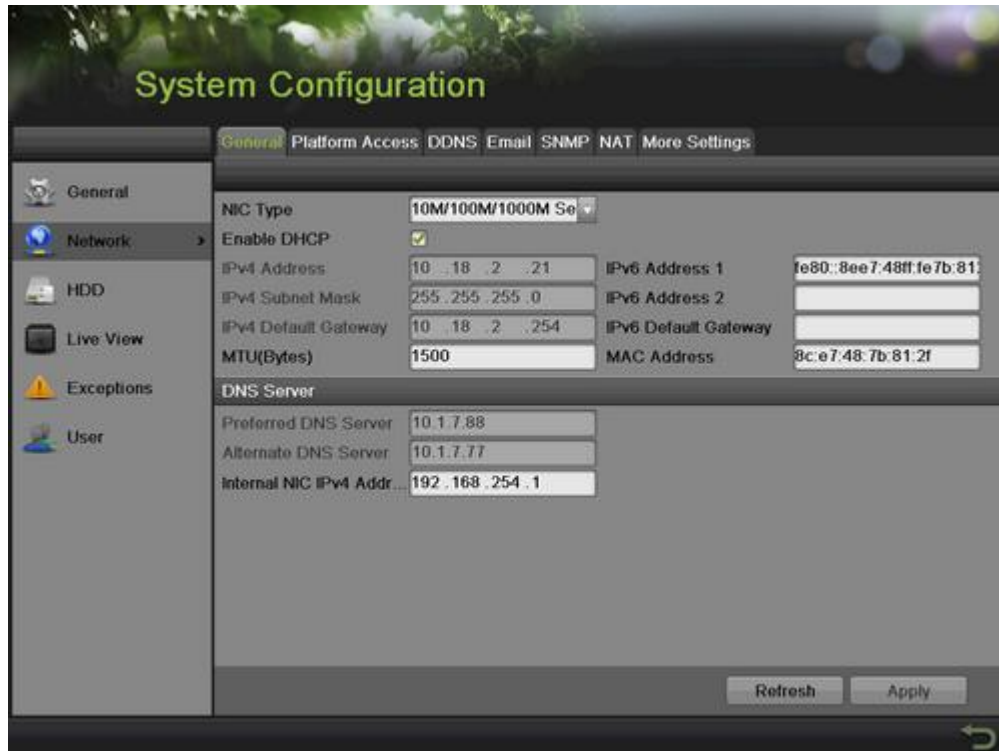 System Configuration
General Platform Access DDNS Email SNMP NAT More Settings
General
Network
HDD
Live View
Exceptions
User
NIC Type 10M/100M/1000M Se
Enable DHCP
IPv4 Address 10 .18 .2 .21 IPv6 Address 1 fe80::8ee7:48ff:fe7b:81
IPv4 Subnet Mask 255.255.255.0 IPv6 Address 2
IPv4 Default Gateway 10 .18 .2 .254 IPv6 Default Gateway
MTU(Bytes) 1500 MAC Address 8c:e7:48:7b:81:2f
DNS Server
Preferred DNS Server 10.1.7.88
Alternate DNS Server 10.1.7.77
Internal NIC IPv4 Addr... 192 .168 .254 .1
Refresh Apply